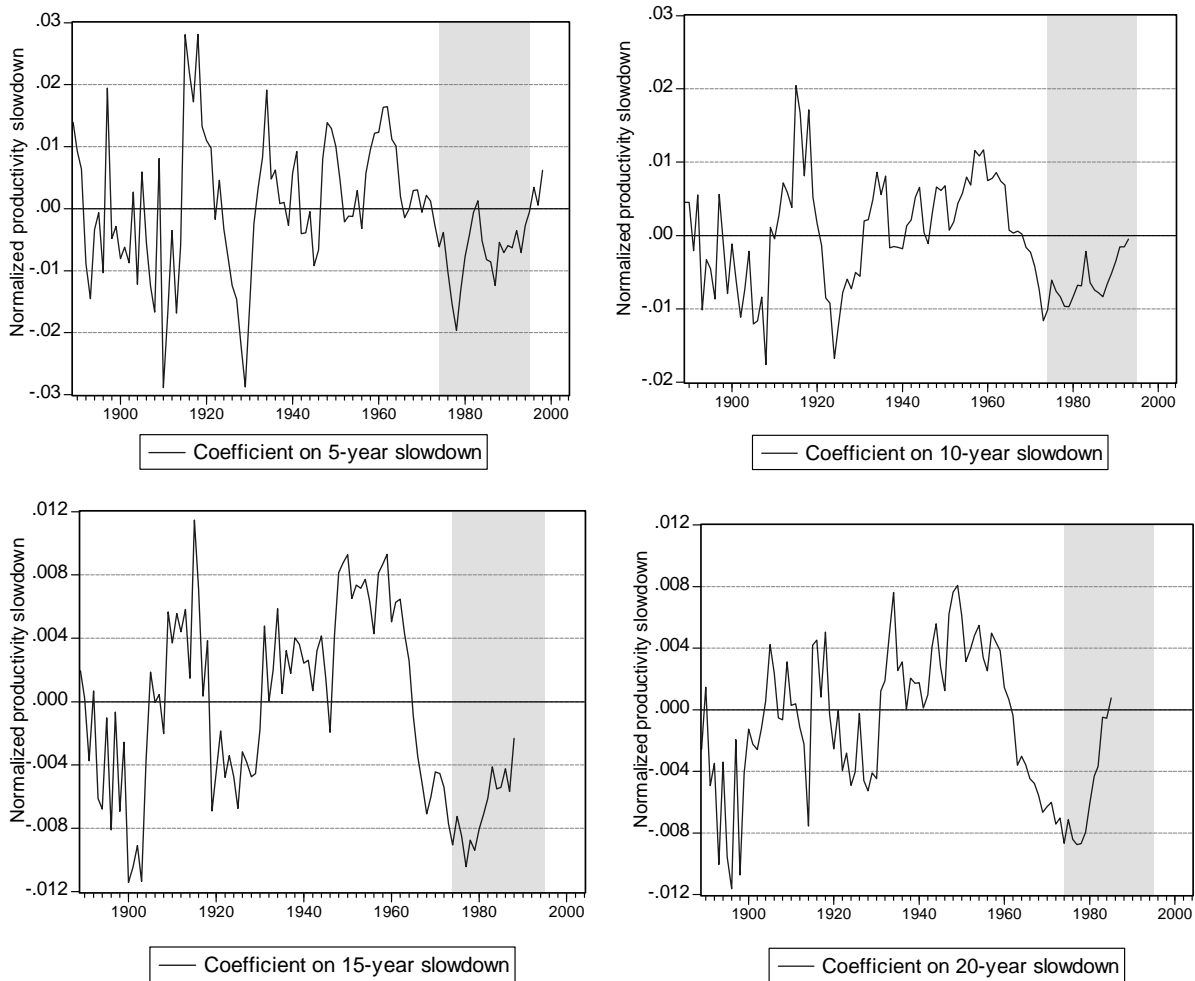 Normalized productivity slowdown
.03
.02
.01
.00
-.01
-.02
-.03
1900 1920 1940 1960 1980 2000
Coefficient on 5-year slowdown
Normalized productivity slowdown
.03
.02
.01
.00
-.01
-.02
1900 1920 1940 1960 1980 2000
Coefficient on 10-year slowdown
Normalized productivity slowdown
.012
.008
.004
.000
-.004
-.008
-.012
1900 1920 1940 1960 1980 2000
Coefficient on 15-year slowdown
Normalized productivity slowdown
.012
.008
.004
.000
-.004
-.008
-.012
1900 1920 1940 1960 1980 2000
Coefficient on 20-year slowdown